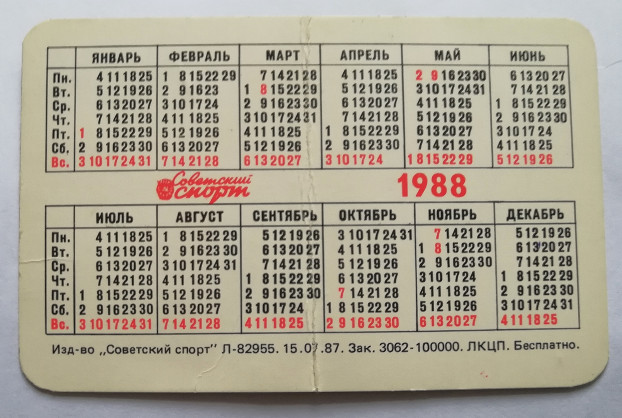 ЯНВАРЬ ФЕВРАЛЬ МАРТ АПРЕЛЬ МАЙ ИЮНЬ
Пн. 4 11 18 25 1 8 15 22 29 7 14 21 28 4 11 18 25 2 9 16 23 30 6 13 20 27
Вт. 5 12 19 26 2 9 16 23 1 8 15 22 29 5 12 19 26 3 10 17 24 31 7 14 21 28
Ср. 6 13 20 27 3 10 17 24 2 9 16 23 30 6 13 20 27 4 11 18 25 1 8 15 22 29
Чт. 7 14 21 28 4 11 18 25 3 10 17 24 31 7 14 21 28 5 12 19 26 2 9 16 23 30
Пт. 1 8 15 22 29 5 12 19 26 4 11 18 25 1 8 15 22 29 6 13 20 27 3 10 17 24
Сб. 2 9 16 23 30 6 13 20 27 5 12 19 26 2 9 16 23 30 7 14 21 28 4 11 18 25
Вс. 3 10 17 24 31 7 14 21 28 6 13 20 27 3 10 17 24 1 8 15 22 29 5 12 19 26
Советский спорт 1988
ИЮЛЬ АВГУСТ СЕНТЯБРЬ ОКТЯБРЬ НОЯБРЬ ДЕКАБРЬ
Пн. 4 11 18 25 1 8 15 22 29 5 12 19 26 3 10 17 24 31 7 14 21 28 5 12 19 26
Вт. 5 12 19 26 2 9 16 23 30 6 13 20 27 4 11 18 25 1 8 15 22 29 6 13 20 27
Ср. 6 13 20 27 3 10 17 24 31 7 14 21 28 5 12 19 26 2 9 16 23 30 7 14 21 28
Чт. 7 14 21 28 4 11 18 25 1 8 15 22 29 6 13 20 27 3 10 17 24 1 8 15 22 29
Пт. 1 8 15 22 29 5 12 19 26 2 9 16 23 30 7 14 21 28 4 11 18 25 2 9 16 23 30
Сб. 2 9 16 23 30 6 13 20 27 3 10 17 24 1 8 15 22 29 5 12 19 26 3 10 17 24 31
Вс. 3 10 17 24 31 7 14 21 28 4 11 18 25 2 9 16 23 30 6 13 20 27 4 11 18 25
Изд-во „Советский спорт" Л-82955. 15.07.87. Зак. 3062-100000. ЛКЦП. Бесплатно.